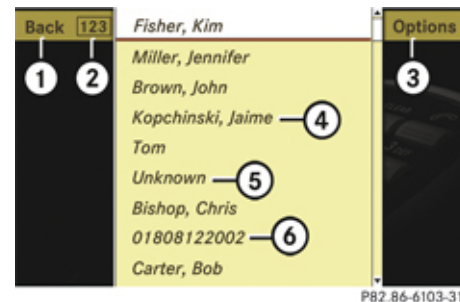 Back 123 Fisher, Kim Options
Miller, Jennifer
1 2 Brown, John 3
Kopchinski, Jaime 4
Tom
Unknown 5
Bishop, Chris
01808122002 6
Carter, Bob
P82.86-6103-31